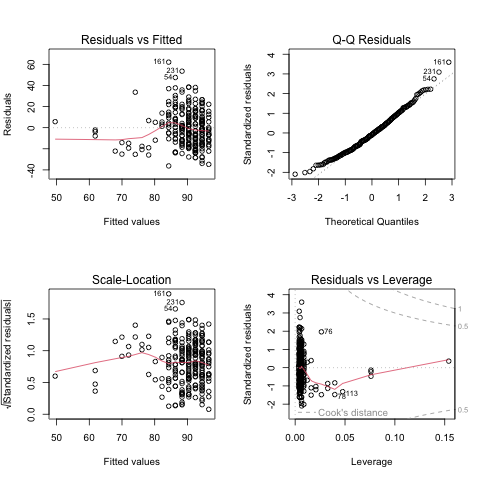 Residuals vs Fitted
Residuals
-40 0 20 40 60
161
231
54
50 60 70 80 90
Fitted values
Q-Q Residuals
Standardized residuals
-2 -1 0 1 2 3 4
161
231
54
-3 -2 -1 0 1 2 3
Theoretical Quantiles
Scale-Location
√|Standardized residuals|
0.0 0.5 1.0 1.5
161
231
54
50 60 70 80 90
Fitted values
Residuals vs Leverage
Standardized residuals
-2 -1 0 1 2 3 4
1
0.5
76
113
Cook's distance
0.5
0.00 0.05 0.10 0.15
Leverage